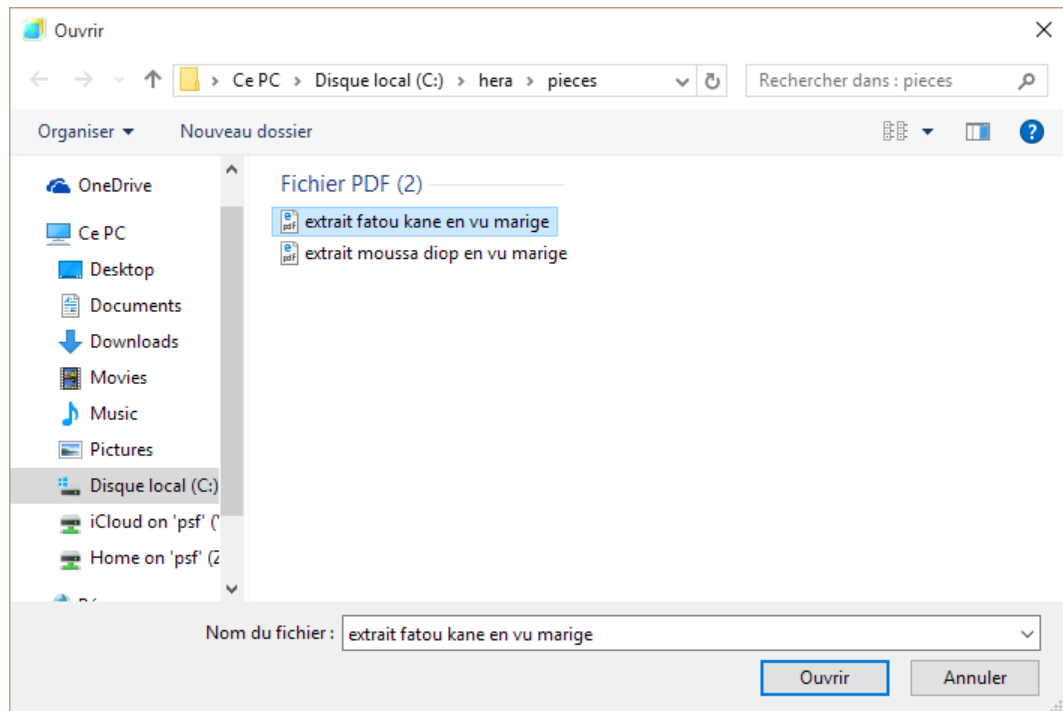 Ouvrir
Ce PC > Disque local (C:) > hera > pieces
Rechercher dans : pieces
Organiser
Nouveau dossier
OneDrive
Ce PC
Desktop
Documents
Downloads
Movies
Music
Pictures
Disque local (C:)
iCloud on 'psf' ('
Home on 'psf' (Z
Fichier PDF (2)
extrait fatou kane en vu marige
extrait moussa diop en vu marige
Nom du fichier :
extrait fatou kane en vu marige
Ouvrir
Annuler